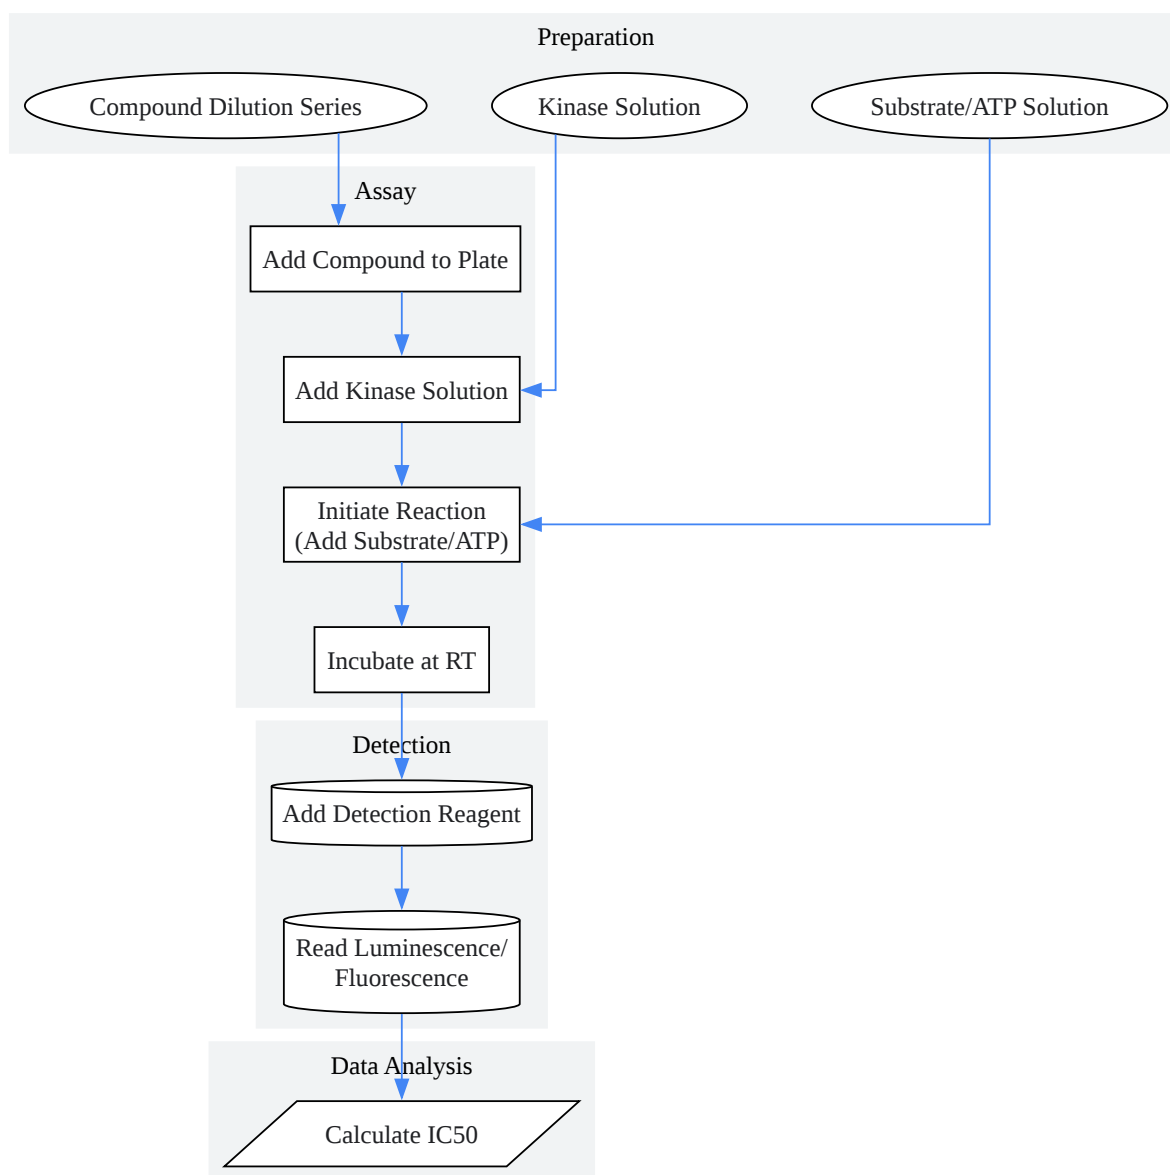 Preparation
Compound Dilution Series
Kinase Solution
Substrate/ATP Solution
Assay
Add Compound to Plate
Add Kinase Solution
Initiate Reaction
(Add Substrate/ATP)
Incubate at RT
Detection
Add Detection Reagent
Read Luminescence/
Fluorescence
Data Analysis
Calculate IC50